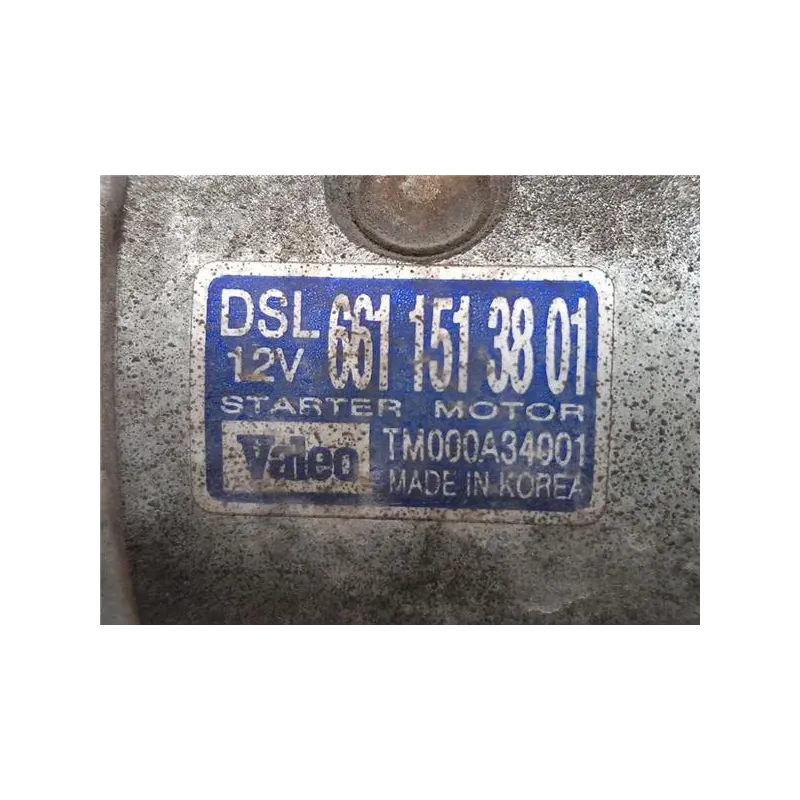 DSL 661 151 38 01
12V
STARTER MOTOR
Valeo TM000A34001
MADE IN KOREA